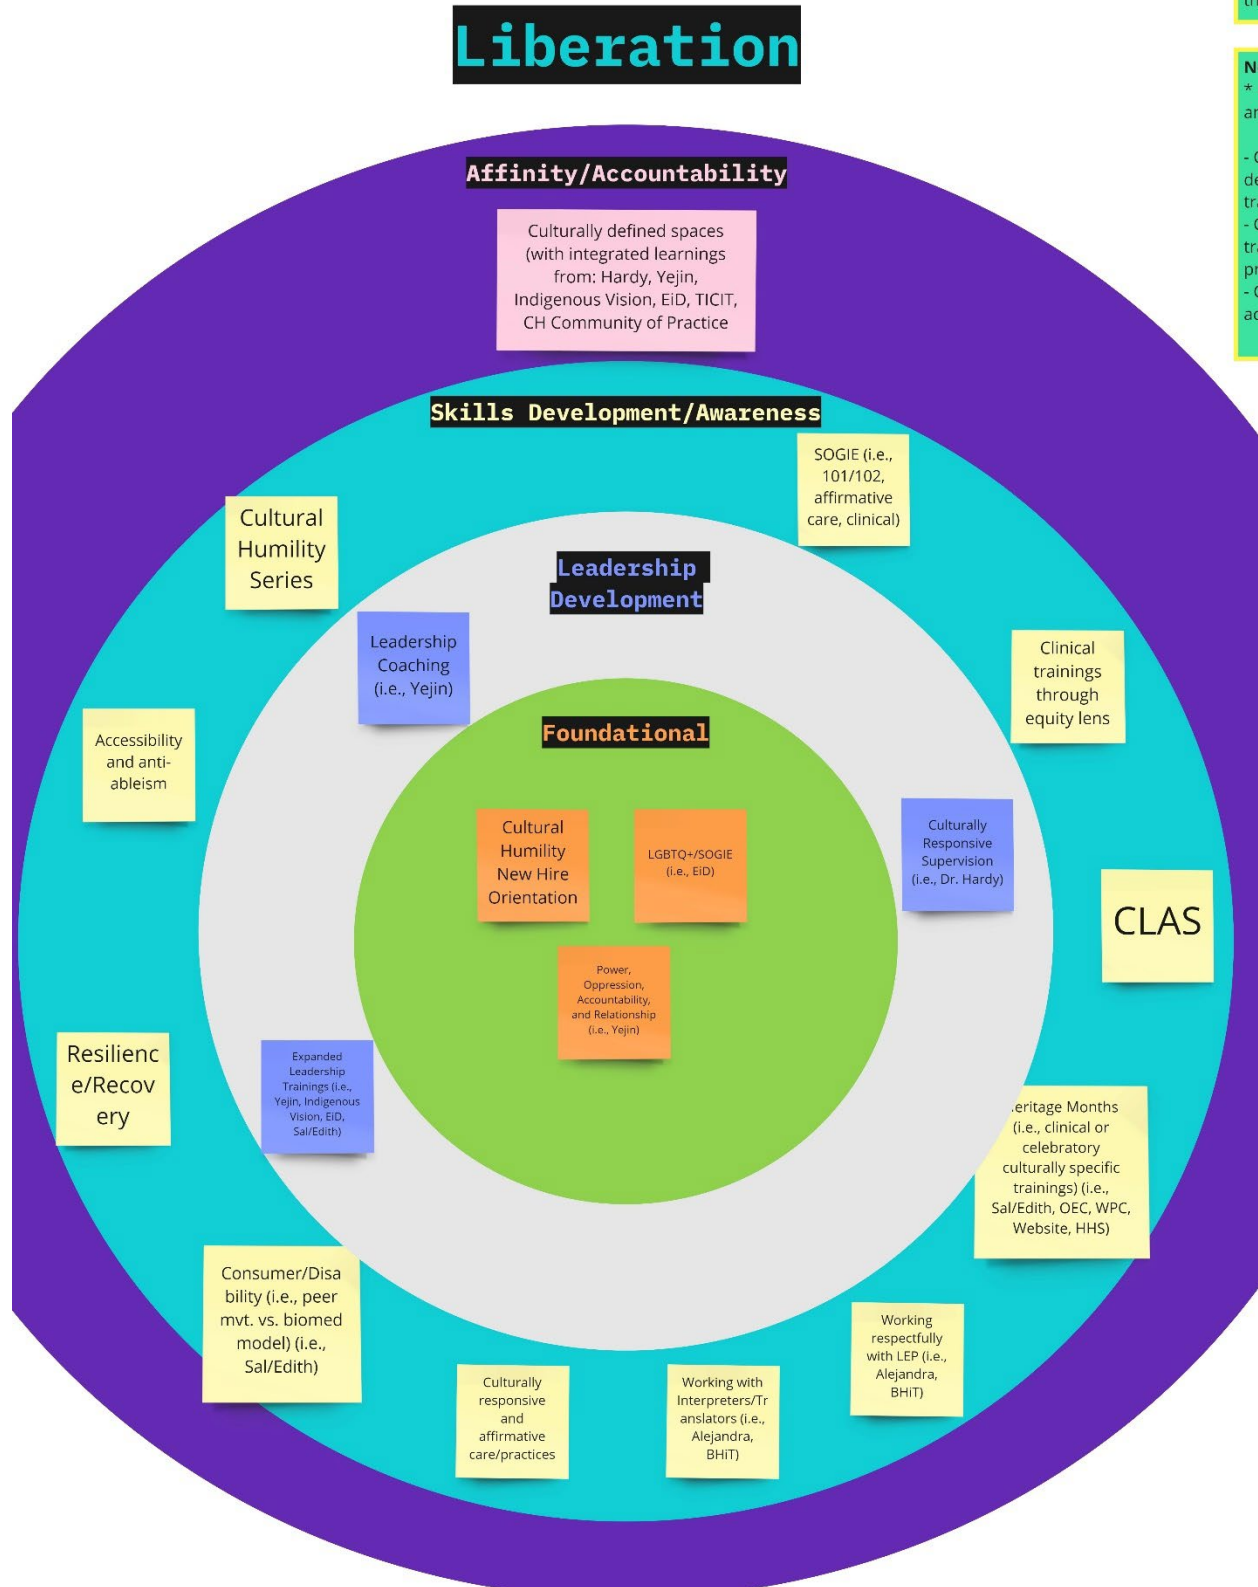 Liberation
Affinity/Accountability
Culturally defined spaces
(with integrated learnings
from: Hardy, Yejin,
Indigenous Vision, EiD, TICIT,
CH Community of Practice
Skills Development/Awareness
SOGIE (i.e.,
101/102,
affirmative
care, clinical)
Cultural
Humility
Series
Leadership
Development
Leadership
Coaching
(i.e., Yejin)
Clinical
trainings
through
equity lens
Accessibility
and anti-
ableism
Foundational
Cultural
Humility
New Hire
Orientation
LGBTQ+/SOGIE
(i.e., EiD)
Culturally
Responsive
Supervision
(i.e., Dr. Hardy)
CLAS
Power,
Oppression,
Accountability,
and Relationship
(i.e., Yejin)
Resilienc
e/Recov
ery
Expanded
Leadership
Trainings (i.e.,
Yejin, Indigenous
Vision, EiD,
Sal/Edith)
Months
(i.e., clinical or
celebratory
culturally specific
trainings) (i.e.,
Sal/Edith, OEC, WPC,
Website, HHS)
Consumer/Disa
bility (i.e., peer
mvt. vs. biomed
model) (i.e.,
Sal/Edith)
Culturally
responsive
and
affirmative
care/practices
Working with
Interpreters/Tr
anslators (i.e.,
Alejandra,
BHiT)
Working
respectfully
with LEP (i.e.,
Alejandra,
BHiT)